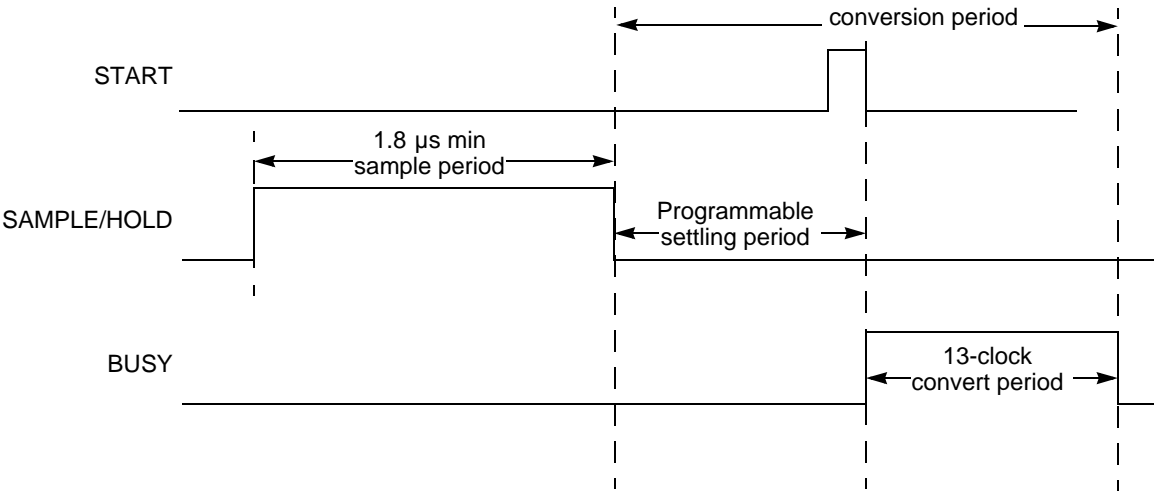 conversion period
START
1.8 µs min
sample period
SAMPLE/HOLD
Programmable
settling period
BUSY
13-clock
convert period